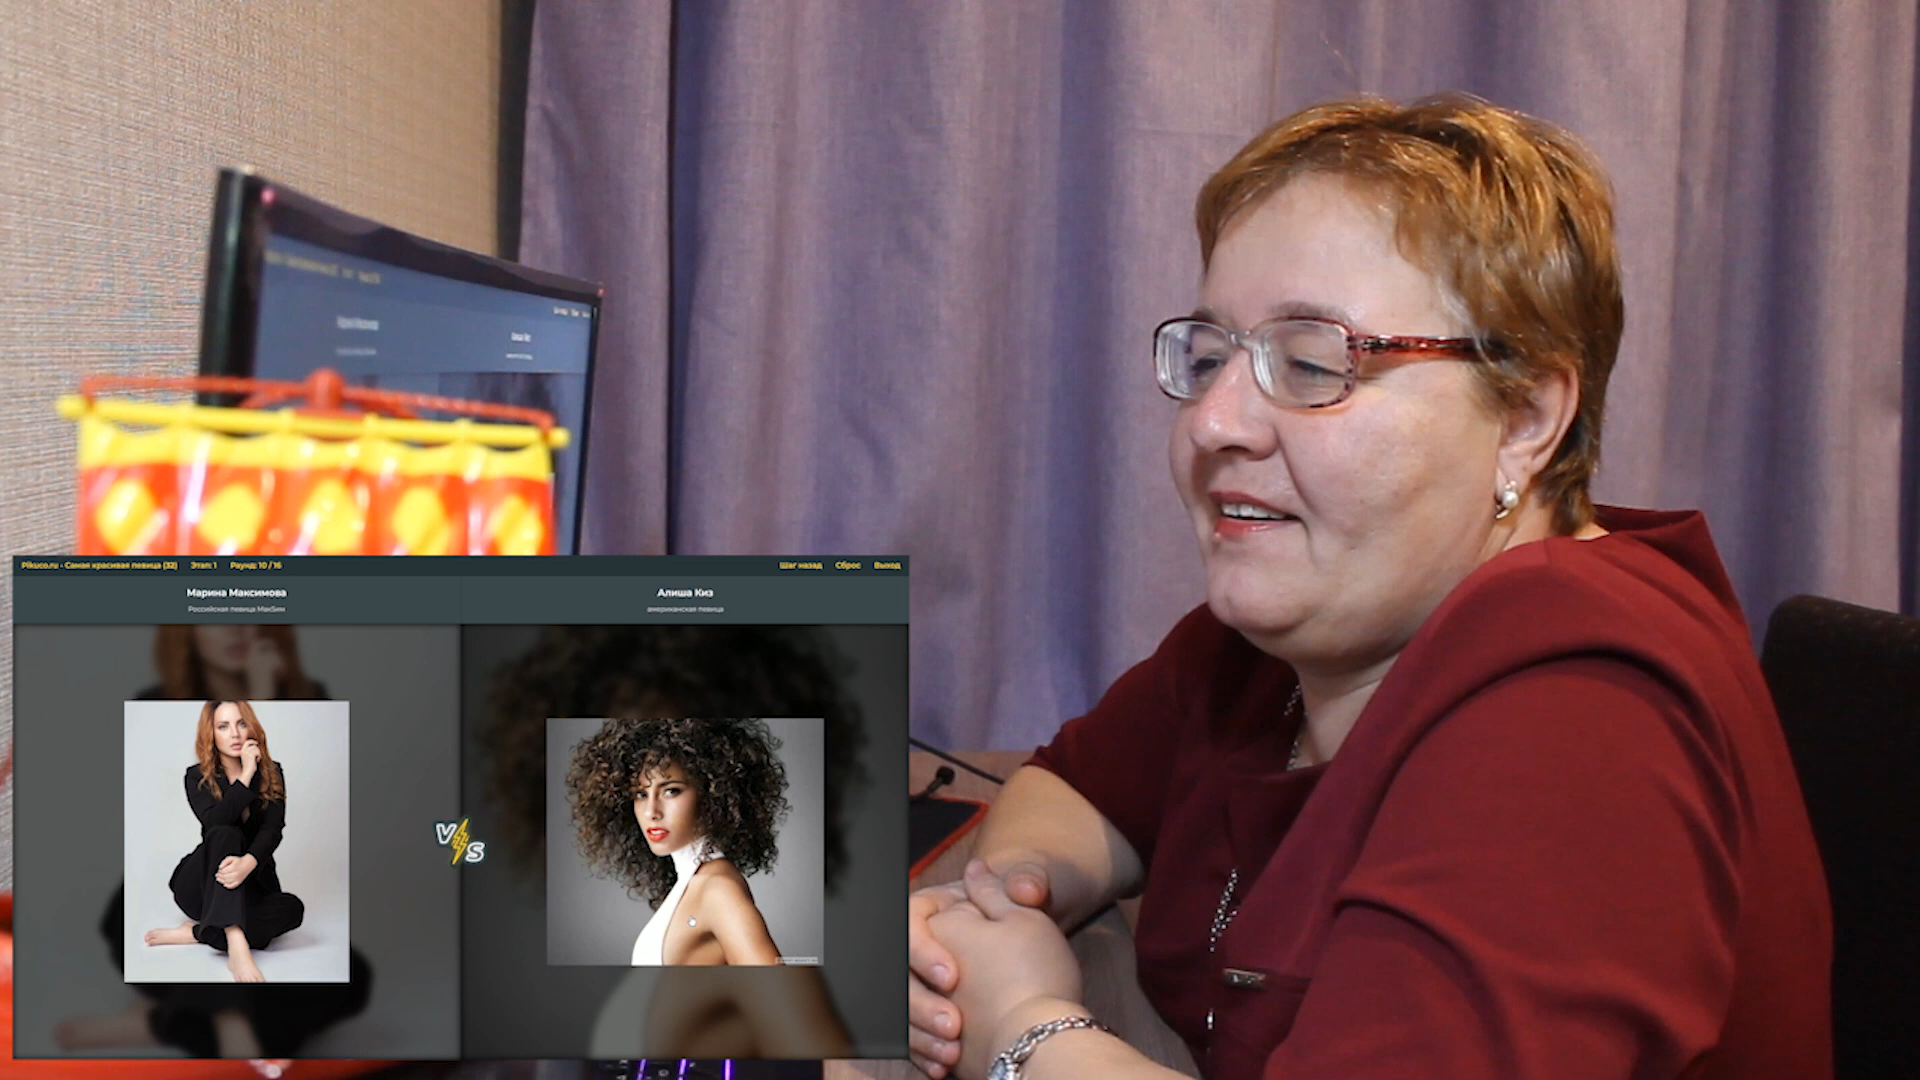 Pikuco.ru - Самая красивая певица (32) Этап: 1 Раунд: 10 / 16 Шаг назад Сброс Выход
Марина Максимова
Российская певица МакSим
Алиша Киз
американская певица
VS